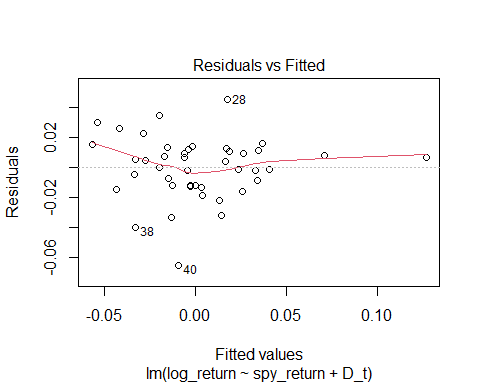 Residuals vs Fitted
Residuals
0.02
-0.02
-0.06
28
38
40
-0.05
0.00
0.05
0.10
Fitted values
lm(log_return ~ spy_return + D_t)